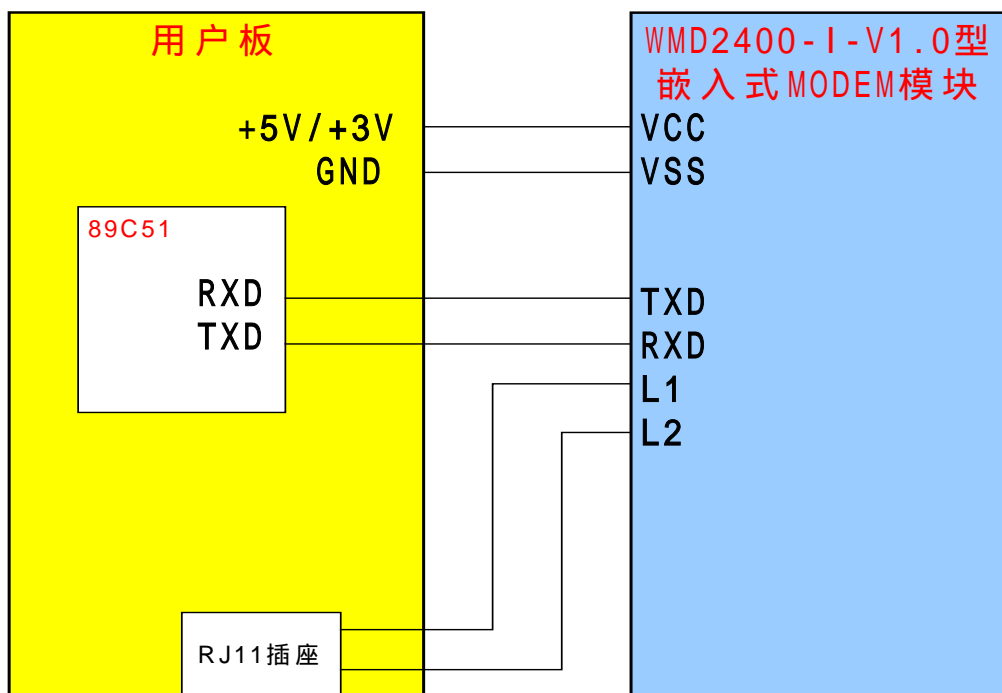 用户板
+5V/+3V
GND
89C51
RXD
TXD
RJ11插座
WMD2400-I-V1.0型
嵌入式MODEM模块
VCC
VSS
TXD
RXD
L1
L2